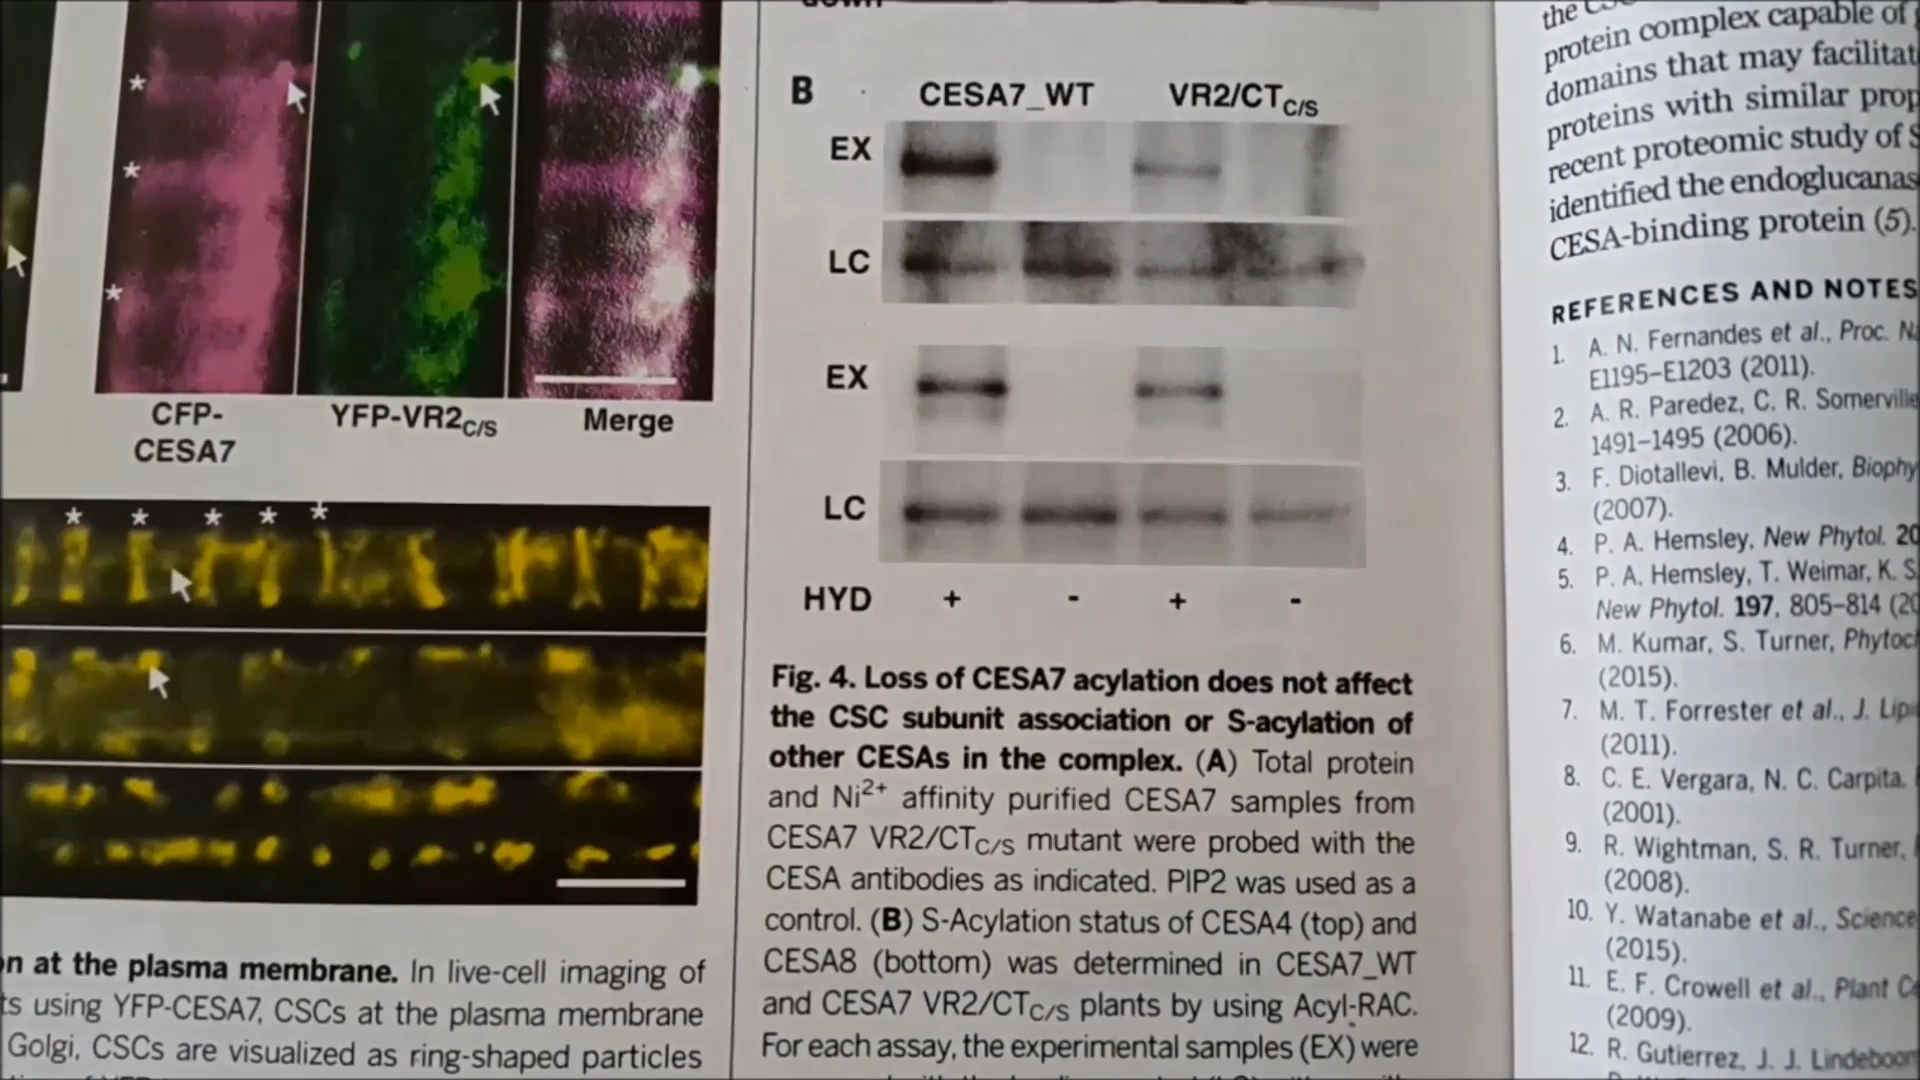 *
*
*
CFP-
CESA7
YFP-VR2C/S
Merge
* * * * *
n at the plasma membrane. In live-cell imaging of
ts using YFP-CESA7, CSCs at the plasma membrane
Golgi, CSCs are visualized as ring-shaped particles
B
CESA7_WT VR2/CTC/S
EX
LC
EX
LC
HYD + - + -
Fig. 4. Loss of CESA7 acylation does not affect
the CSC subunit association or S-acylation of
other CESAs in the complex. (A) Total protein
and Ni2+ affinity purified CESA7 samples from
CESA7 VR2/CTC/S mutant were probed with the
CESA antibodies as indicated. PIP2 was used as a
control. (B) S-Acylation status of CESA4 (top) and
CESA8 (bottom) was determined in CESA7_WT
and CESA7 VR2/CTC/S plants by using Acyl-RAC.
For each assay, the experimental samples (EX) were
the
protein complex capable of
domains that may facilitat
proteins with similar prop
recent proteomic study of S
identified the endoglucanas
CESA-binding protein (5).
REFERENCES AND NOTES
1. A. N. Fernandes et al., Proc. N
E1195–E1203 (2011).
2. A. R. Paredez, C. R. Somerville
1491–1495 (2006).
3. F. Diotallevi, B. Mulder, Biophy
(2007).
4. P. A. Hemsley, New Phytol. 20
5. P. A. Hemsley, T. Weimar, K. S.
New Phytol. 197, 805–814 (20
6. M. Kumar, S. Turner, Phytoc
(2015).
7. M. T. Forrester et al., J. Lipi
(2011).
8. C. E. Vergara, N. C. Carpita,
(2001).
9. R. Wightman, S. R. Turner,
(2008).
10. Y. Watanabe et al., Science
(2015).
11. E. F. Crowell et al., Plant C
(2009).
12. R. Gutierrez, J. J. Lindeboom